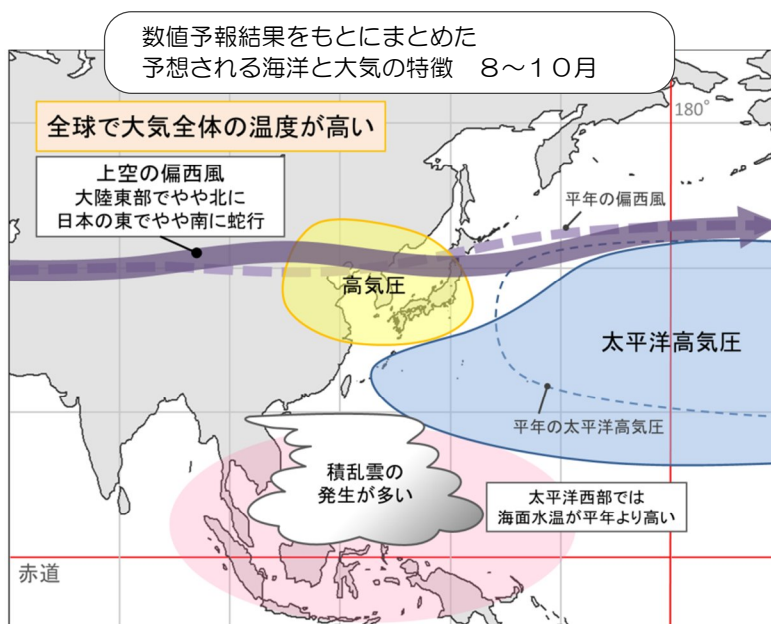 数値予報結果をもとにまとめた
予想される海洋と大気の特徴　８～１０月
180°
全球で大気全体の温度が高い
上空の偏西風
大陸東部でやや北に
日本の東でやや南に蛇行
平年の偏西風
高気圧
太平洋高気圧
平年の太平洋高気圧
積乱雲の
発生が多い
太平洋西部では
海面水温が平年より高い
赤道